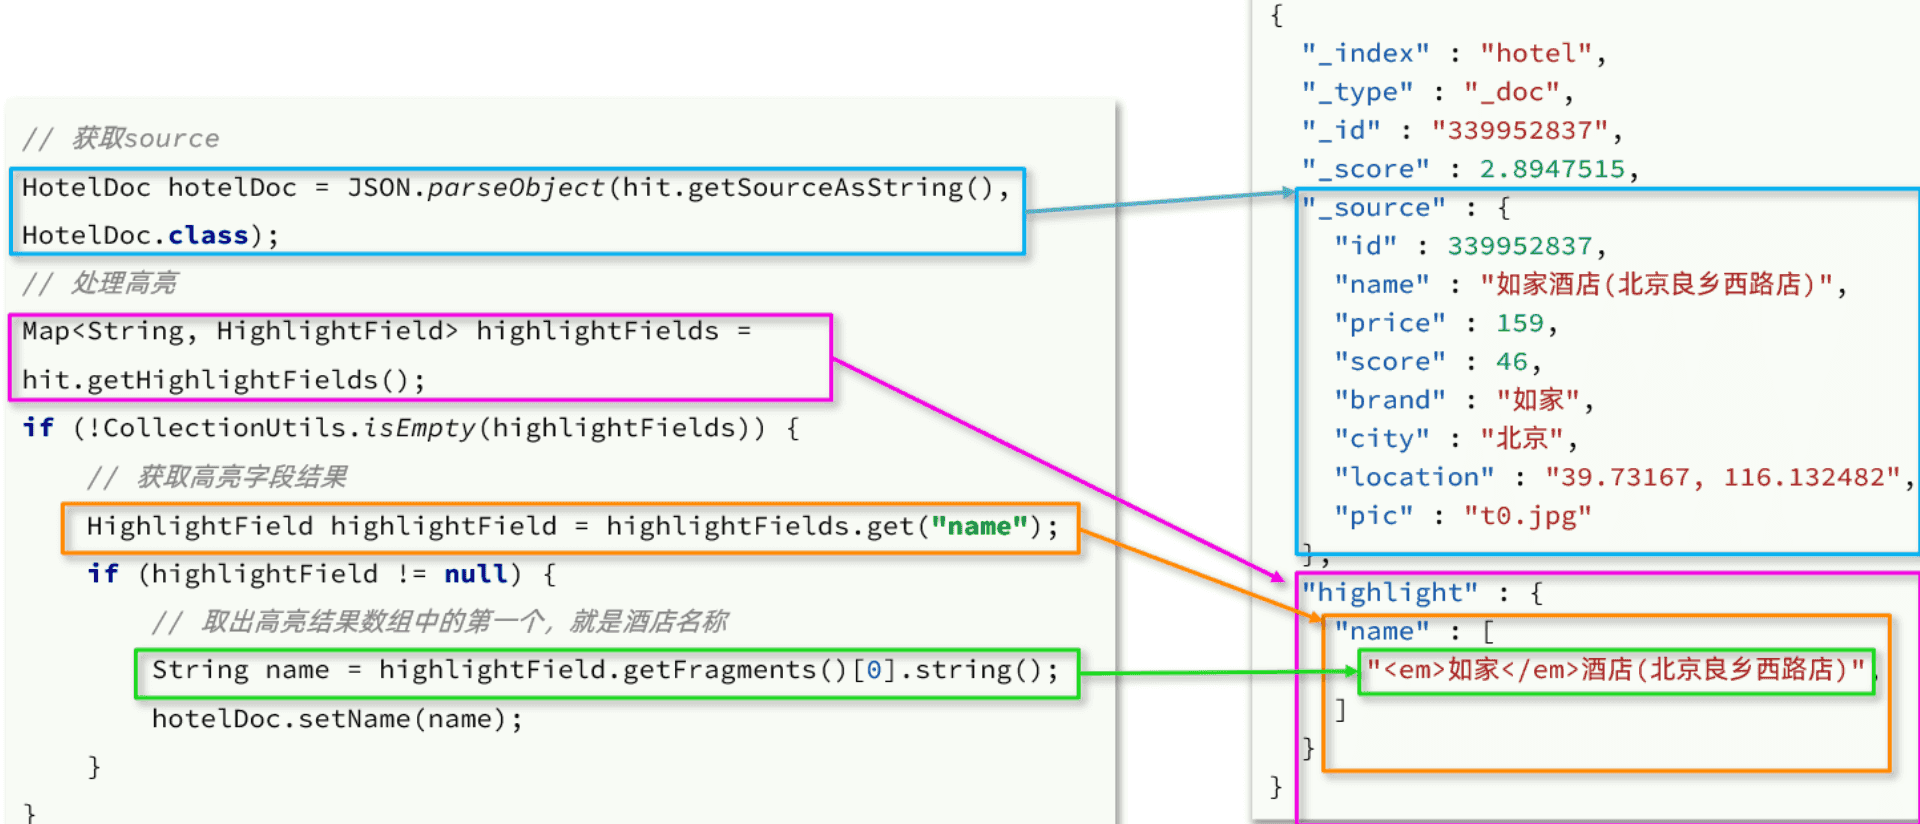 // 获取source
HotelDoc hotelDoc = JSON.parseObject(hit.getSourceAsString(),
HotelDoc.class);
// 处理高亮
Map<String, HighlightField> highlightFields =
hit.getHighlightFields();
if (!CollectionUtils.isEmpty(highlightFields)) {
    // 获取高亮字段结果
    HighlightField highlightField = highlightFields.get("name");
    if (highlightField != null) {
        // 取出高亮结果数组中的第一个，就是酒店名称
        String name = highlightField.getFragments()[0].string();
        hotelDoc.setName(name);
    }
}
{
  "_index" : "hotel",
  "_type" : "_doc",
  "_id" : "339952837",
  "_score" : 2.8947515,
  "_source" : {
    "id" : 339952837,
    "name" : "如家酒店(北京良乡西路店)",
    "price" : 159,
    "score" : 46,
    "brand" : "如家",
    "city" : "北京",
    "location" : "39.73167, 116.132482",
    "pic" : "t0.jpg"
  },
  "highlight" : {
    "name" : [
      "<em>如家</em>酒店(北京良乡西路店)",
    ]
  }
}